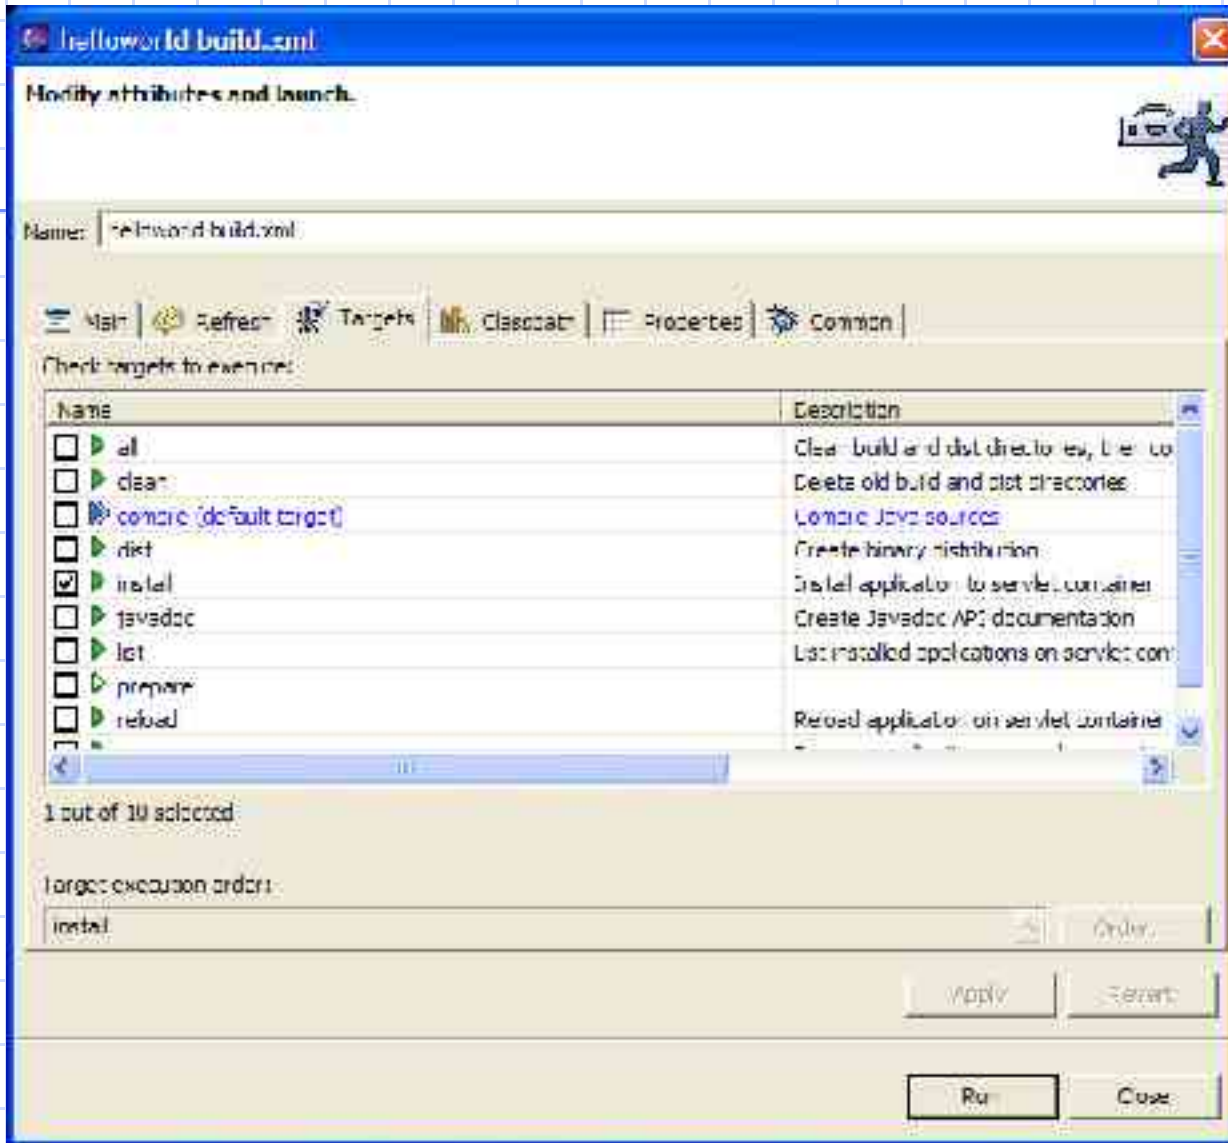 helloworld build.xml
Modify attributes and launch.
Name: helloworld build.xml
Main Refresh Targets Classpath Properties Common
Check targets to execute:
Name Description
all Clean build and dist directories, then co
clean Delete old build and dist directories
compile (default target) Compile Java sources
dist Create binary distribution
install Install application to servlet container
javadoc Create Javadoc API documentation
list List installed applications on servlet con
prepare
reload Reload application on servlet container
1 out of 10 selected
Target execution order:
install Order...
Apply Revert
Run Close